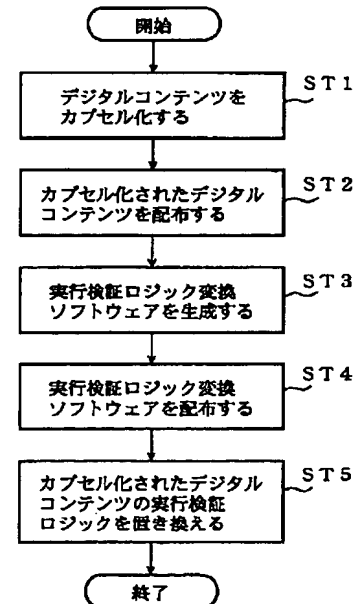 開始
ST1
デジタルコンテンツを
カプセル化する
ST2
カプセル化されたデジタル
コンテンツを配布する
ST3
実行検証ロジック変換
ソフトウェアを生成する
ST4
実行検証ロジック変換
ソフトウェアを配布する
ST5
カプセル化されたデジタル
コンテンツの実行検証
ロジックを置き換える
終了